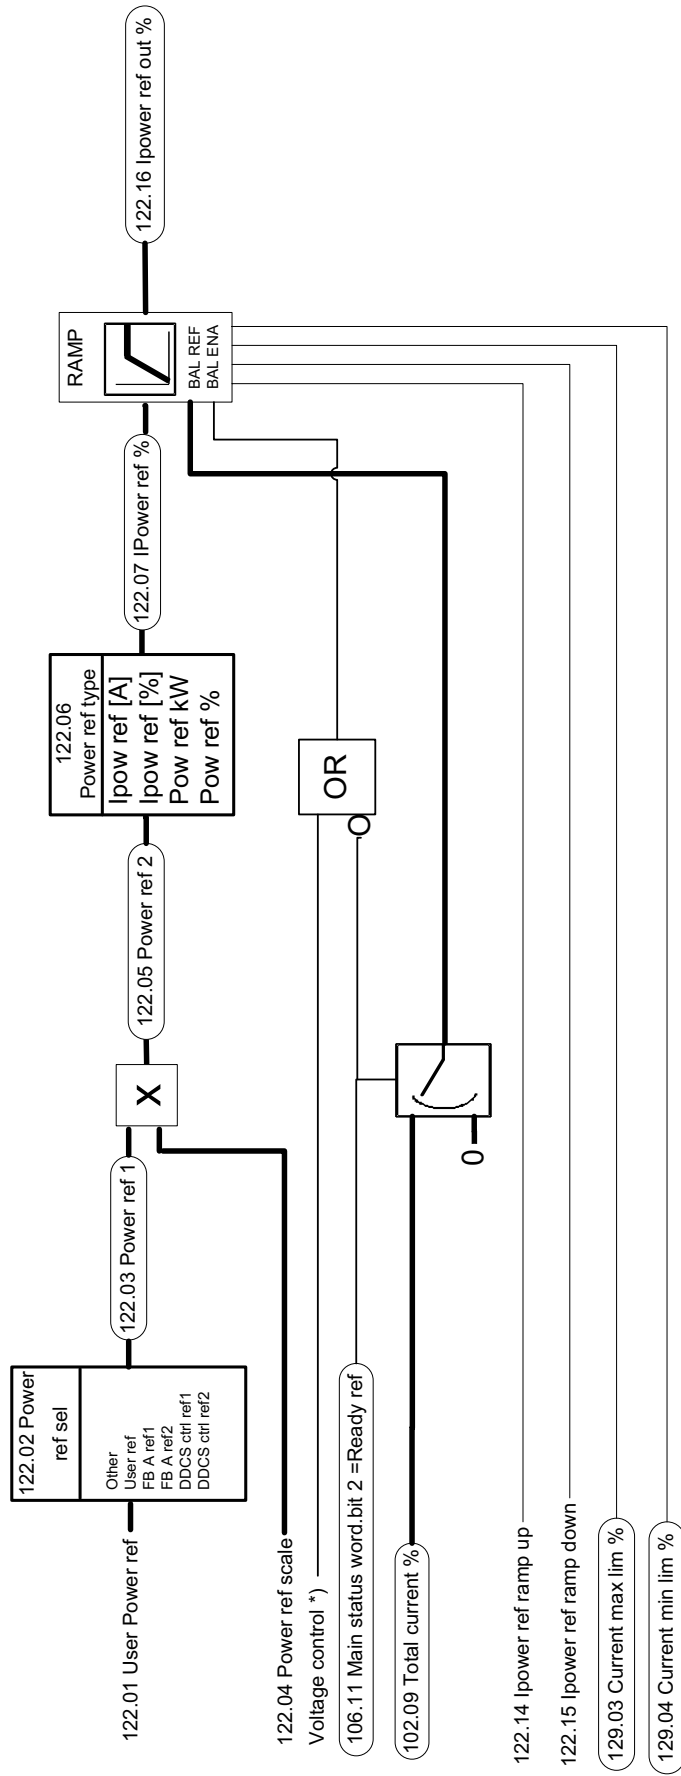 122.01 User Power ref
122.02 Power
ref sel
Other
User ref
FB A ref1
FB A ref2
DDCS ctrl ref1
DDCS ctrl ref2
122.03 Power ref 1
X
122.05 Power ref 2
122.06
Power ref type
Ipow ref [A]
Ipow ref [%]
Pow ref kW
Pow ref %
122.07 IPower ref %
RAMP
BAL REF
BAL ENA
122.16 Ipower ref out %
122.04 Power ref scale
Voltage control *)
OR
106.11 Main status word.bit 2 =Ready ref
102.09 Total current %
0
122.14 Ipower ref ramp up
122.15 Ipower ref ramp down
129.03 Current max lim %
129.04 Current min lim %